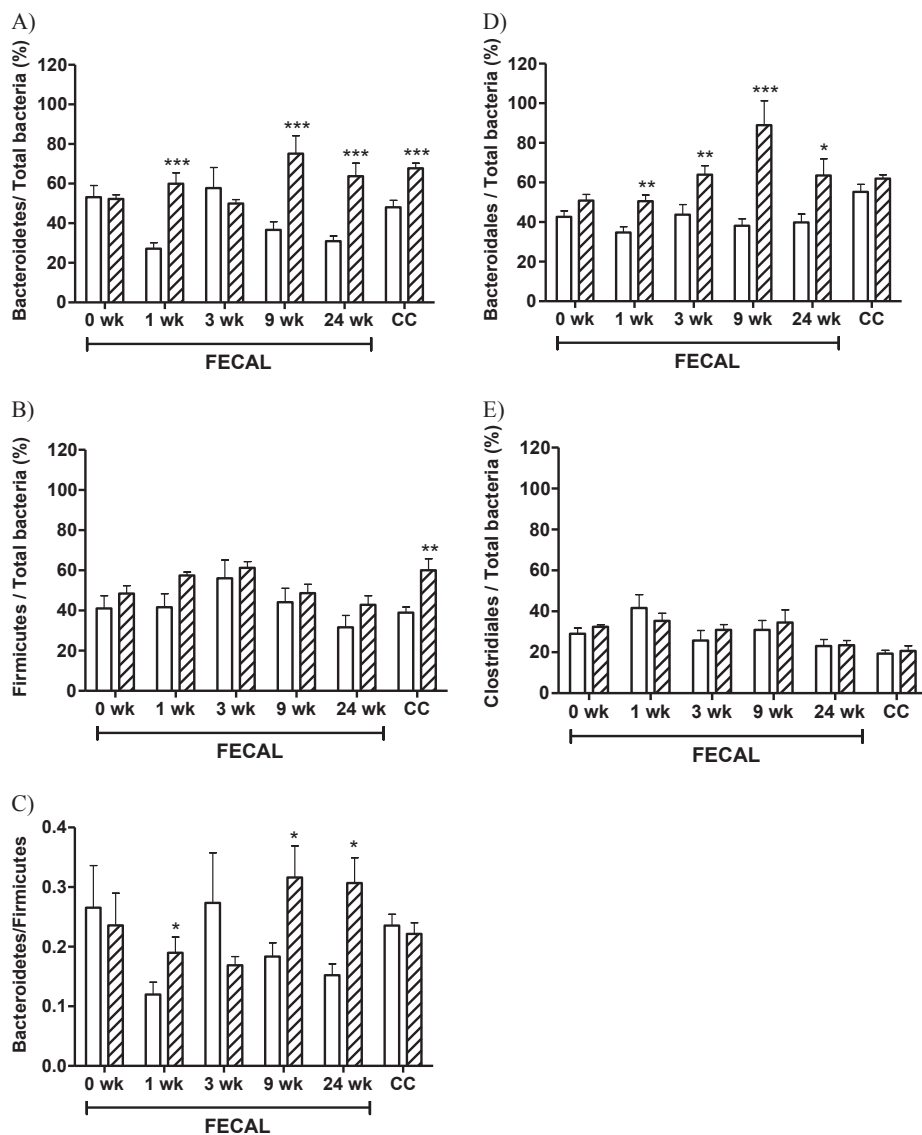 A)
Bacteroidetes/ Total bacteria (%)
120
100
80
60
40
20
0
***
***
***
***
0 wk 1 wk 3 wk 9 wk 24 wk CC
FECAL
B)
Firmicutes / Total bacteria (%)
120
100
80
60
40
20
0
**
0 wk 1 wk 3 wk 9 wk 24 wk CC
FECAL
C)
Bacteroidetes/Firmicutes
0.4
0.3
0.2
0.1
0.0
*
*
*
0 wk 1 wk 3 wk 9 wk 24 wk CC
FECAL
D)
Bacteroidales / Total bacteria (%)
120
100
80
60
40
20
0
**
**
***
*
0 wk 1 wk 3 wk 9 wk 24 wk CC
FECAL
E)
Clostridiales / Total bacteria (%)
120
100
80
60
40
20
0
0 wk 1 wk 3 wk 9 wk 24 wk CC
FECAL